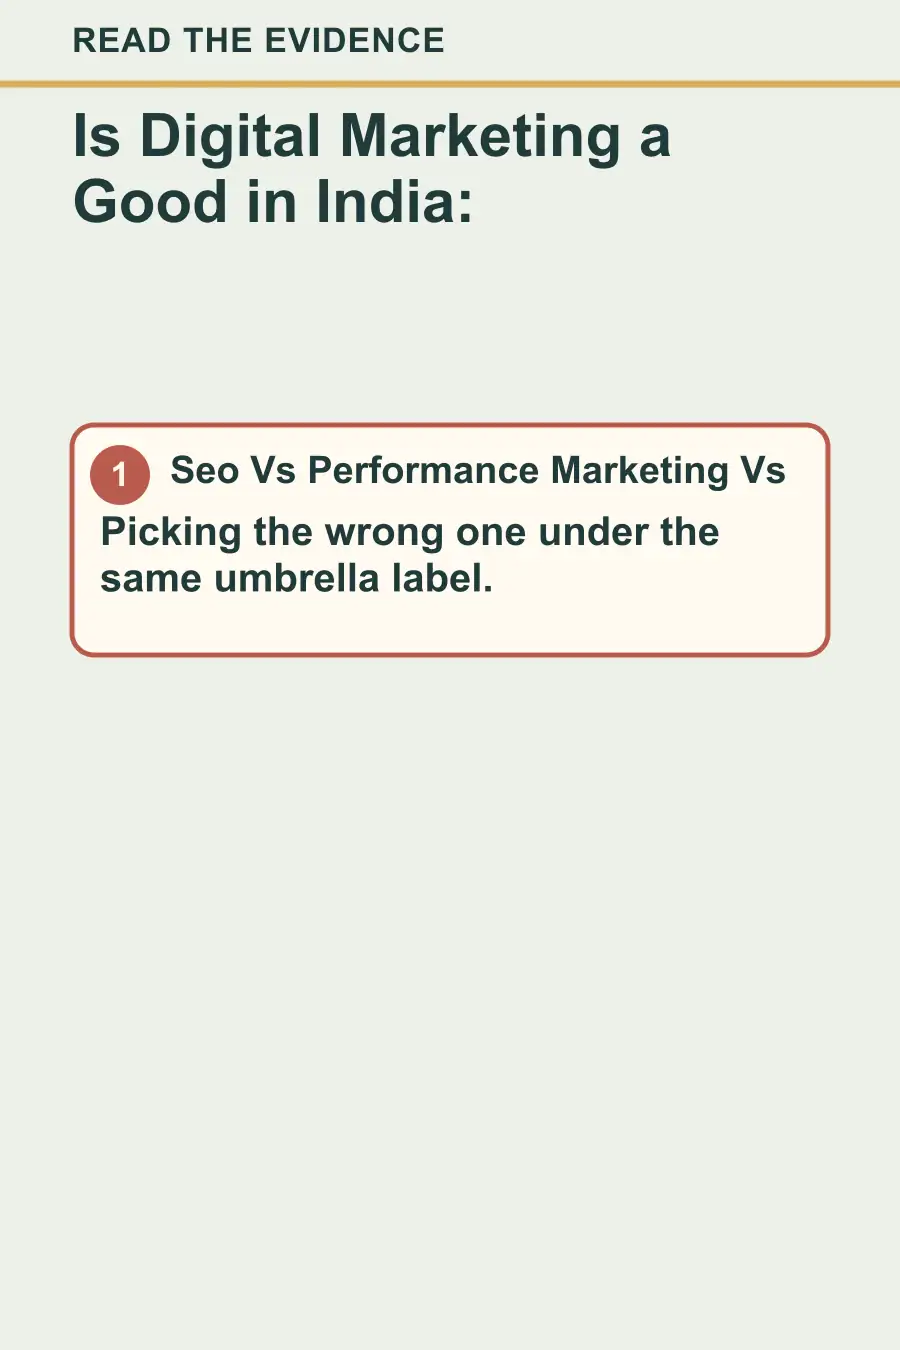 READ THE EVIDENCE
Is Digital Marketing a
Good in India:
1 Seo Vs Performance Marketing Vs
Picking the wrong one under the
same umbrella label.